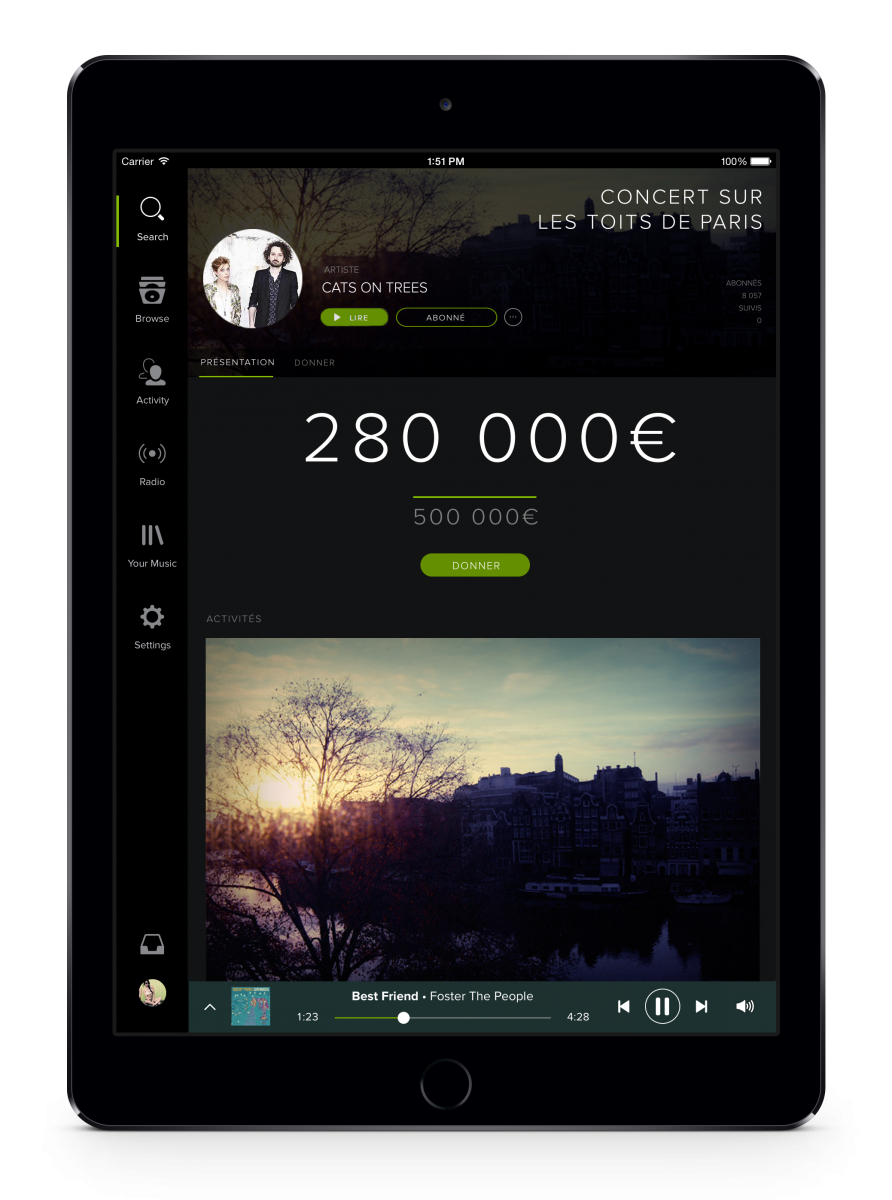 Carrier
1:51 PM
100%
Search
Browse
Activity
Radio
Your Music
Settings
CONCERT SUR
LES TOITS DE PARIS
ARTISTE
CATS ON TREES
LIRE
ABONNÉ
ABONNÉS
8 057
SUIVIS
0
PRÉSENTATION
DONNER
280 000€
500 000€
DONNER
ACTIVITÉS
Best Friend • Foster The People
1:23
4:28